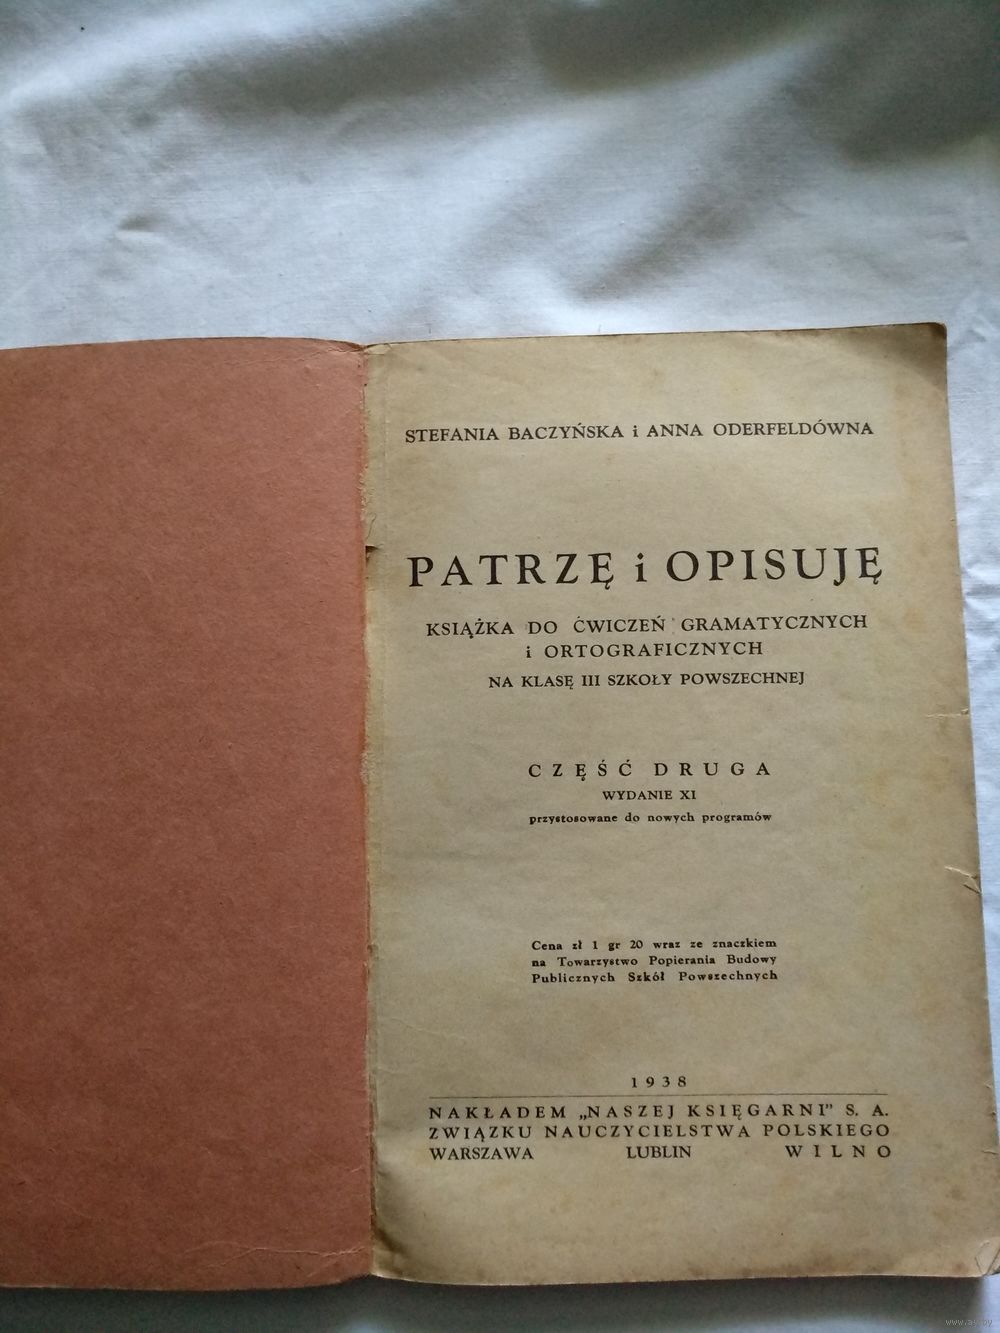 STEFANIA BACZYŃSKA i ANNA ODERFELDÓWNA
PATRZĘ i OPISUJĘ
KSIĄŻKA DO ĆWICZEŃ GRAMATYCZNYCH
i ORTOGRAFICZNYCH
NA KLASĘ III SZKOŁY POWSZECHNEJ
CZĘŚĆ DRUGA
WYDANIE XI
przystosowane do nowych programów
Cena zł 1 gr 20 wraz ze znaczkiem
na Towarzystwo Popierania Budowy
Publicznych Szkół Powszechnych
1938
NAKŁADEM „NASZEJ KSIĘGARNI” S. A.
ZWIĄZKU NAUCZYCIELSTWA POLSKIEGO
WARSZAWA LUBLIN WILNO